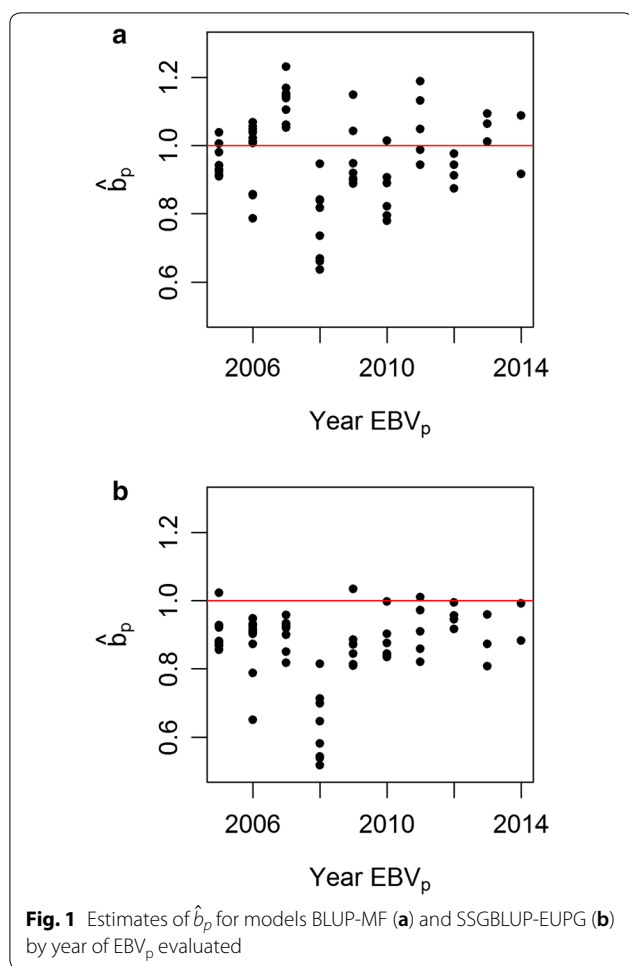 a
1.2
1.0
0.8
0.6
b̂p
2006
2010
2014
Year EBVp
b
1.2
1.0
0.8
0.6
b̂p
2006
2010
2014
Year EBVp
Fig. 1 Estimates of b̂p for models BLUP-MF (a) and SSGBLUP-EUPG (b)
by year of EBVp evaluated